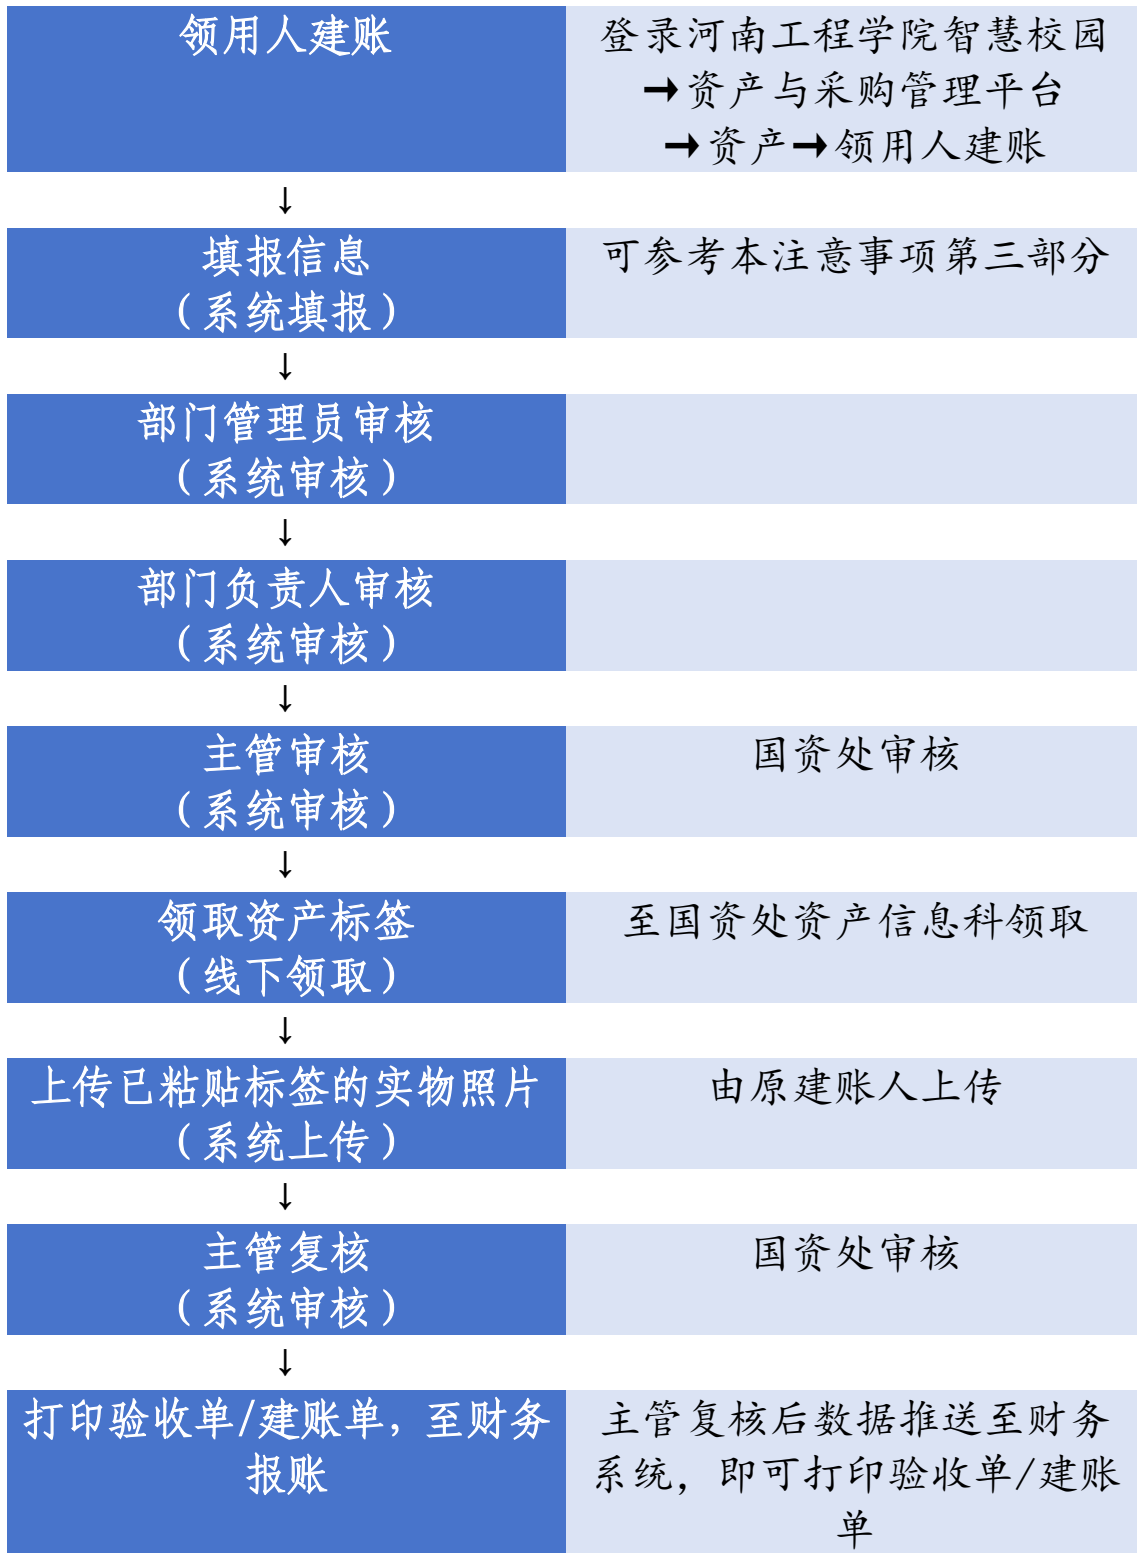 领用人建账
登录河南工程学院智慧校园
→资产与采购管理平台
→资产→领用人建账
↓
填报信息
（系统填报）
可参考本注意事项第三部分
↓
部门管理员审核
（系统审核）
↓
部门负责人审核
（系统审核）
↓
主管审核
（系统审核）
国资处审核
↓
领取资产标签
（线下领取）
至国资处资产信息科领取
↓
上传已粘贴标签的实物照片
（系统上传）
由原建账人上传
↓
主管复核
（系统审核）
国资处审核
↓
打印验收单/建账单，至财务
报账
主管复核后数据推送至财务
系统，即可打印验收单/建账
单